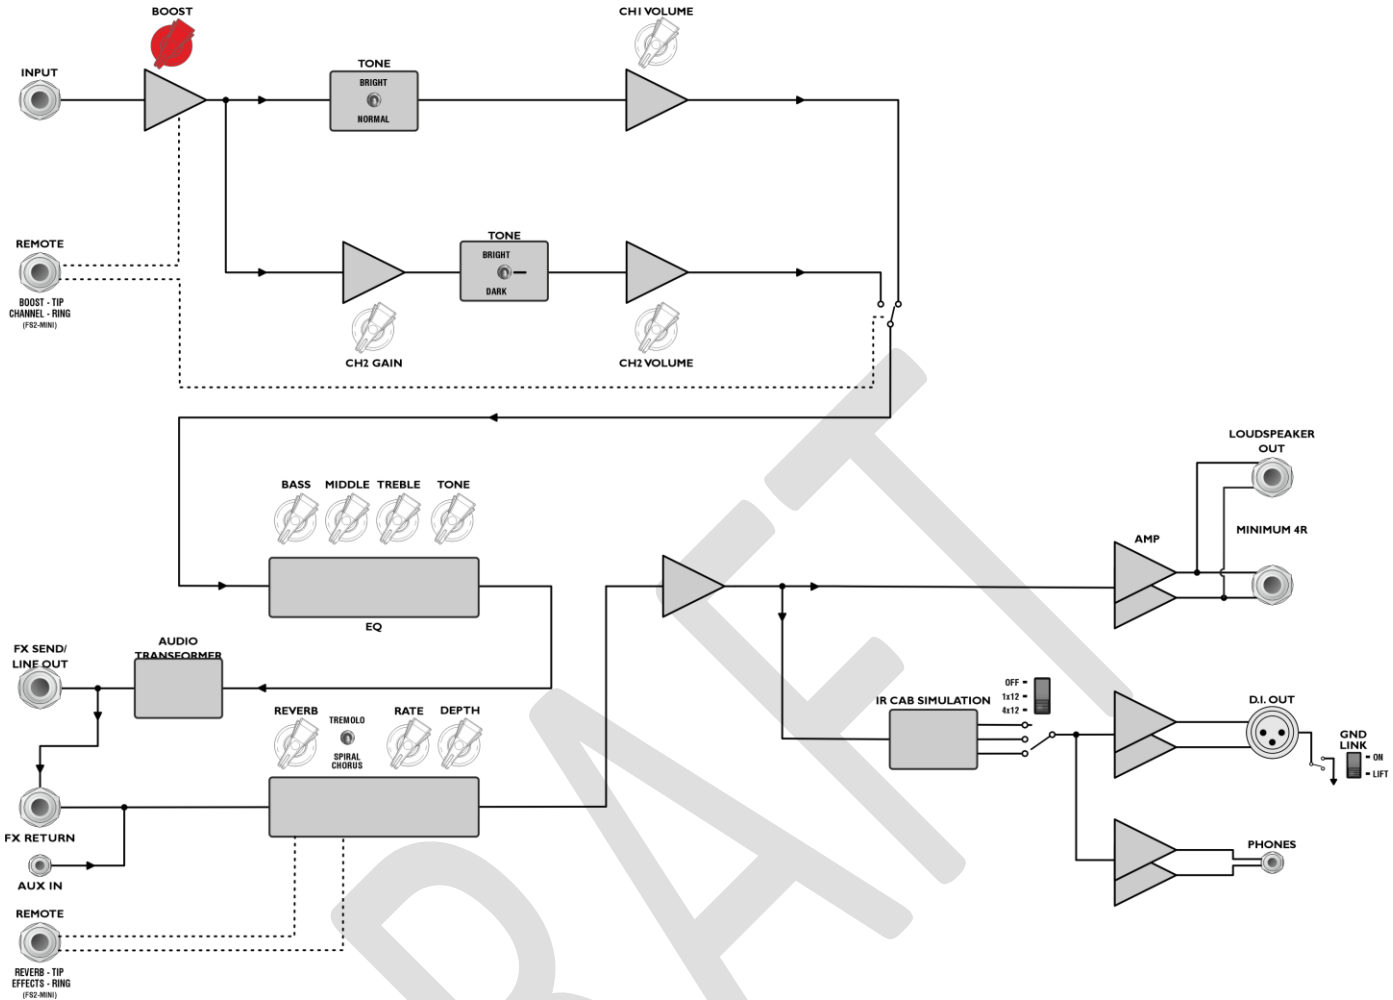 BOOST
CH1 VOLUME
INPUT
TONE
BRIGHT
NORMAL
REMOTE
BOOST - TIP
CHANNEL - RING
(FS2-MINI)
TONE
BRIGHT
DARK
CH2 GAIN
CH2 VOLUME
LOUDSPEAKER
OUT
BASS
MIDDLE
TREBLE
TONE
EQ
AMP
MINIMUM 4R
FX SEND/
LINE OUT
AUDIO
TRANSFORMER
REVERB
TREMOLO
SPIRAL
CHORUS
RATE
DEPTH
IR CAB SIMULATION
OFF
1x12
4x12
D.I. OUT
GND
LINK
ON
LIFT
FX RETURN
AUX IN
PHONES
REMOTE
REVERB - TIP
EFFECTS - RING
(FS2-MINI)
DRAFT